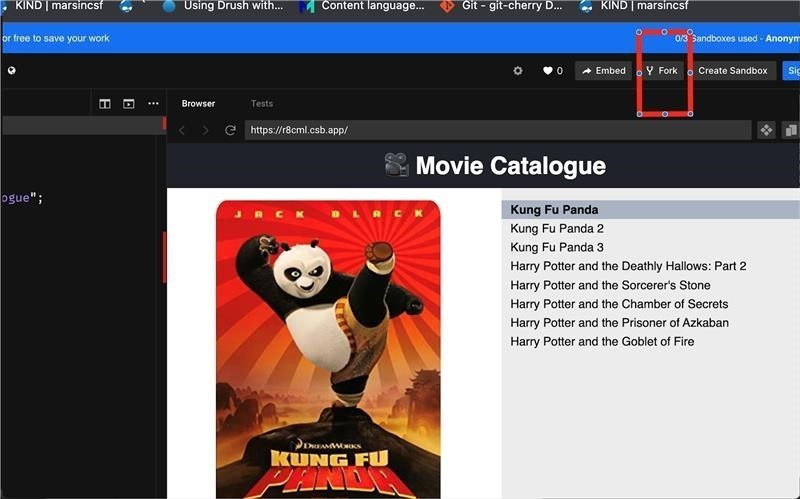 KIND | marsincsf
Using Drush with...
Content language...
Git - git-cherry D...
KIND | marsincsf
or free to save your work
0/3 Sandboxes used - Anonym
0
Embed
Fork
Create Sandbox
Sig
Browser
Tests
https://r8cml.csb.app/
Movie Catalogue
ogue";
JACK BLACK
DREAMWORKS
KUNG FU
PANDA
Kung Fu Panda
Kung Fu Panda 2
Kung Fu Panda 3
Harry Potter and the Deathly Hallows: Part 2
Harry Potter and the Sorcerer's Stone
Harry Potter and the Chamber of Secrets
Harry Potter and the Prisoner of Azkaban
Harry Potter and the Goblet of Fire